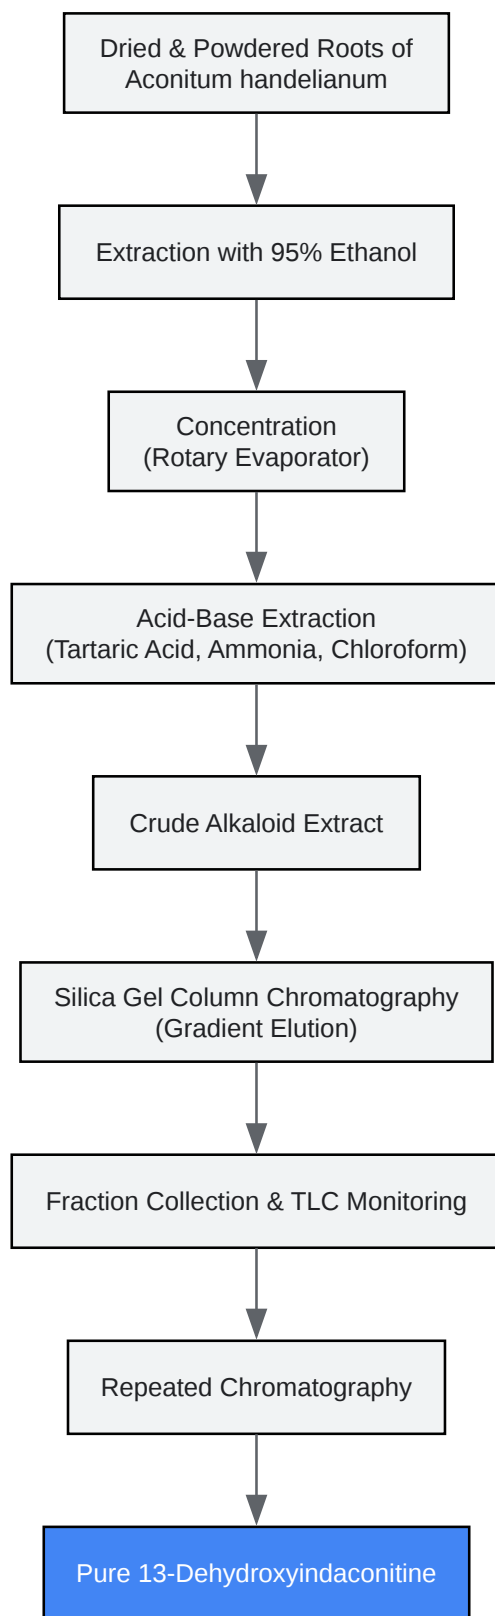 Dried & Powdered Roots of
Aconitum handelianum
Extraction with 95% Ethanol
Concentration
(Rotary Evaporator)
Acid-Base Extraction
(Tartaric Acid, Ammonia, Chloroform)
Crude Alkaloid Extract
Silica Gel Column Chromatography
(Gradient Elution)
Fraction Collection & TLC Monitoring
Repeated Chromatography
Pure 13-Dehydroxyindaconitine